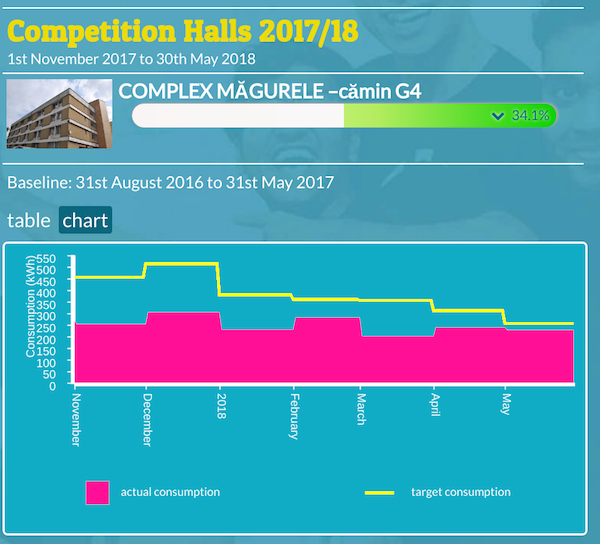 Competition Halls 2017/18
1st November 2017 to 30th May 2018
COMPLEX MĂGURELE –cămin G4
34.1%
Baseline: 31st August 2016 to 31st May 2017
table chart
Consumption (kWh)
550
500
450
400
350
300
250
200
150
100
50
0
November
December
2018
February
March
April
May
actual consumption
target consumption